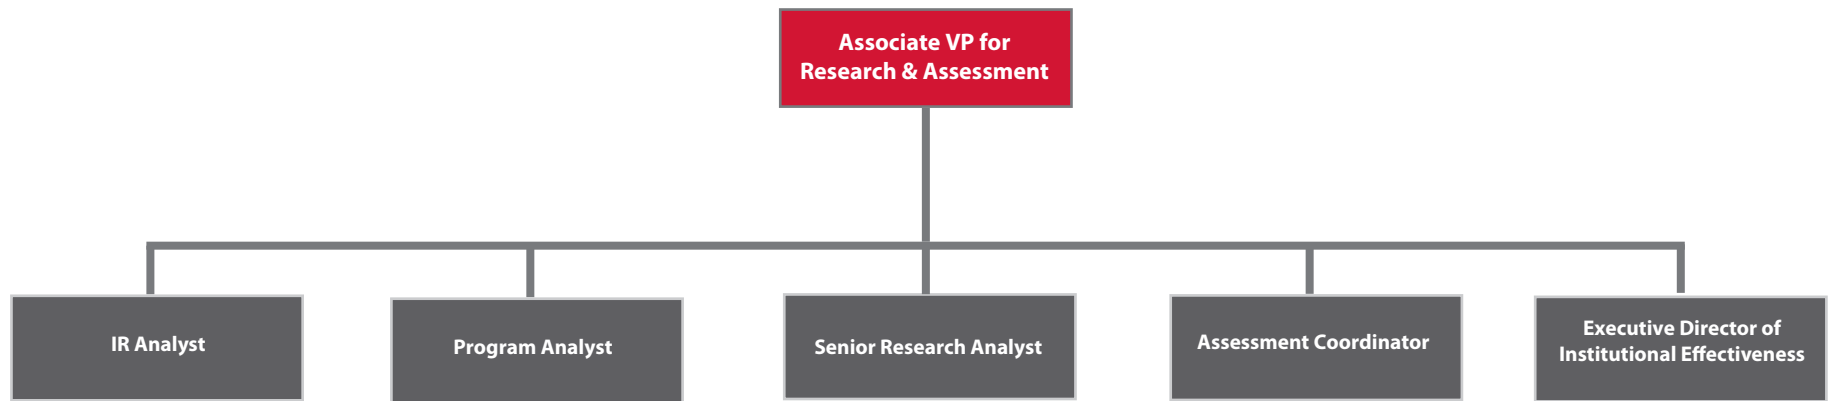 Associate VP for
Research & Assessment
IR Analyst
Program Analyst
Senior Research Analyst
Assessment Coordinator
Executive Director of
Institutional Effectiveness